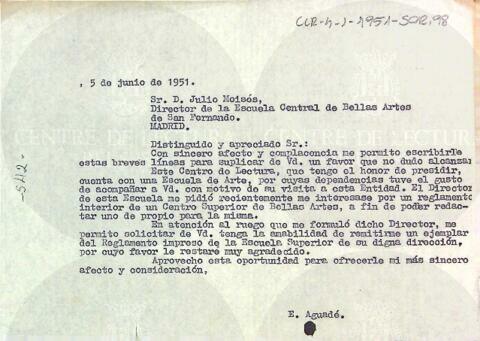 CLR-4-1-1951-SOR,98
, 5 de junio de 1951.
Sr. D. Julio Moisés,
Director de la Escuela Central de Bellas Artes
de San Fernando.
MADRID.
Distinguido y apreciado Sr.:
Con sincero afecto y complacencia me permito escribirle
estas breves líneas para suplicar de Vd. un favor que no dudo alcanzar
Este Centro de Lectura, que tengo el honor de presidir,
cuenta con una Escuela de Arte, por cuyas dependencias tuve el gusto
de acompañar a Vd. con motivo de su visita a esta Entidad. El Director
de esta Escuela me pidió recientemente me interesase por un reglamento
interior de un Centro Superior de Bellas Artes, a fin de poder redac-
tar uno de propio para la misma.
En atención al ruego que me formuló dicho Director, me
permito solicitar de Vd. tenga la amabilidad de remitirme un ejemplar
del Reglamento impreso de la Escuela Superior de su digna dirección,
por cuyo favor le restaré muy agradecido.
Aprovecho esta oportunidad para ofrecerle mi más sincero
afecto y consideración,
E. Aguadé.